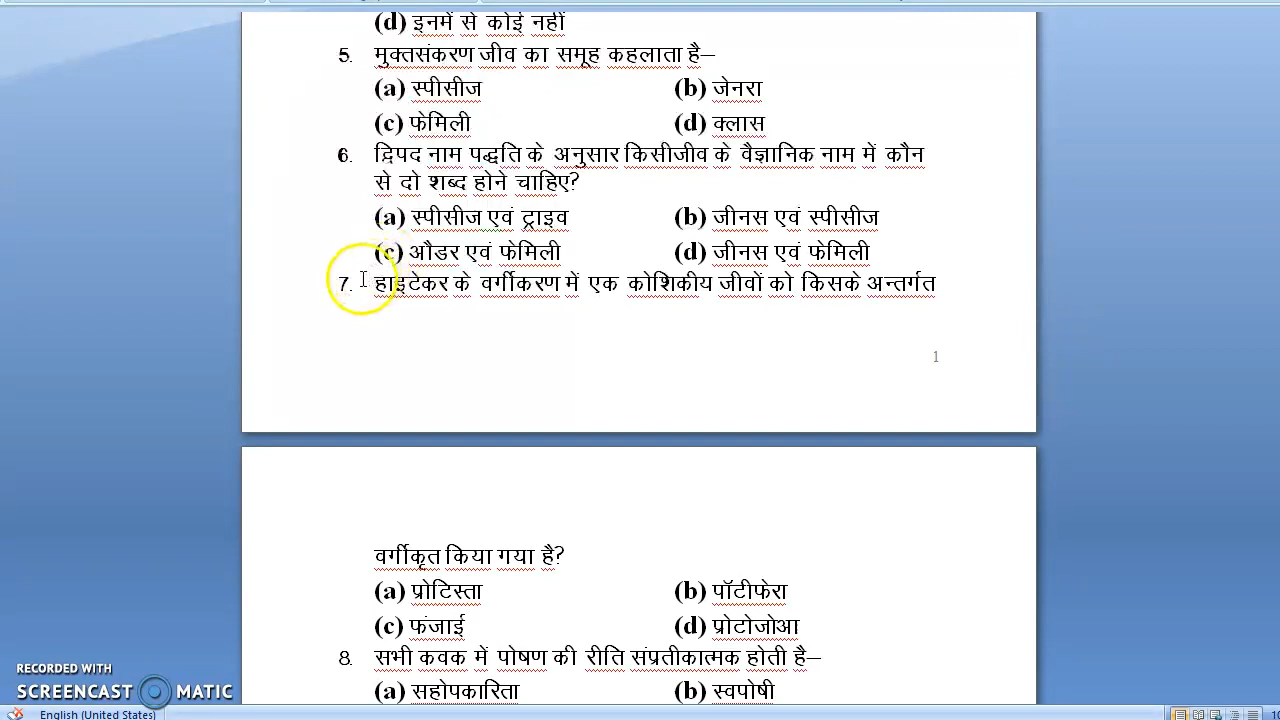 (d) इनमें से कोई नहीं
5. मुक्तसंकरण जीव का समूह कहलाता है–
(a) स्पीसीज (b) जेनरा
(c) फेमिली (d) क्लास
6. द्विपद नाम पद्धति के अनुसार किसीजीव के वैज्ञानिक नाम में कौन
से दो शब्द होने चाहिए?
(a) स्पीसीज एवं ट्राइव (b) जीनस एवं स्पीसीज
(c) औडर एवं फेमिली (d) जीनस एवं फेमिली
7. हाइटेकर के वर्गीकरण में एक कोशिकीय जीवों को किसके अन्तर्गत
1
वर्गीकृत किया गया है?
(a) प्रोटिस्ता (b) पॉटीफेरा
(c) फंजाई (d) प्रोटोजोआ
8. सभी कवक में पोषण की रीति संप्रतीकात्मक होती है–
(a) सहोपकारिता (b) स्वपोषी
RECORDED WITH
SCREENCAST MATIC
English (United States)